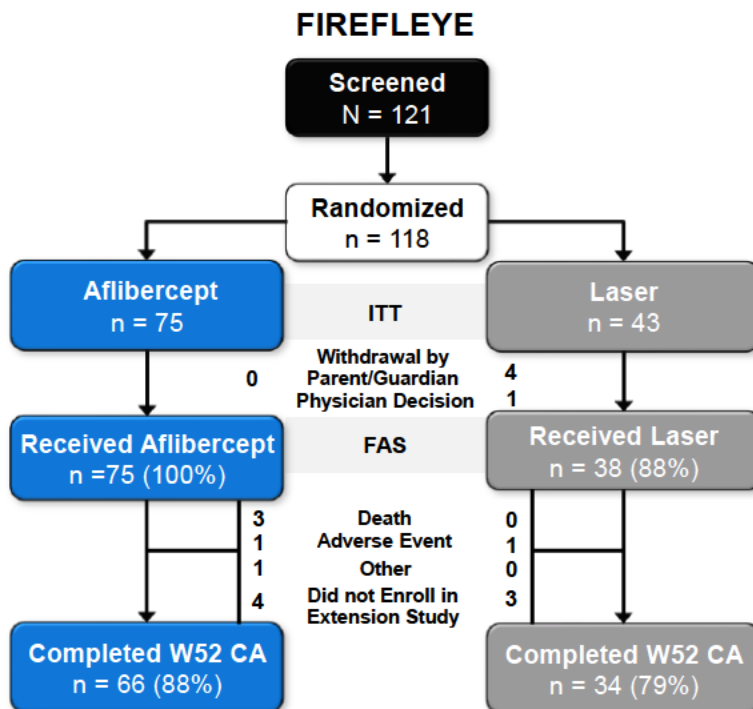 FIREFLEYE
Screened
N = 121
Randomized
n = 118
Aflibercept
n = 75
ITT
Laser
n = 43
0
Withdrawal by
Parent/Guardian
Physician Decision
4
1
Received Aflibercept
n =75 (100%)
FAS
Received Laser
n = 38 (88%)
3
Death
0
1
Adverse Event
1
1
Other
0
4
Did not Enroll in
Extension Study
3
Completed W52 CA
n = 66 (88%)
Completed W52 CA
n = 34 (79%)